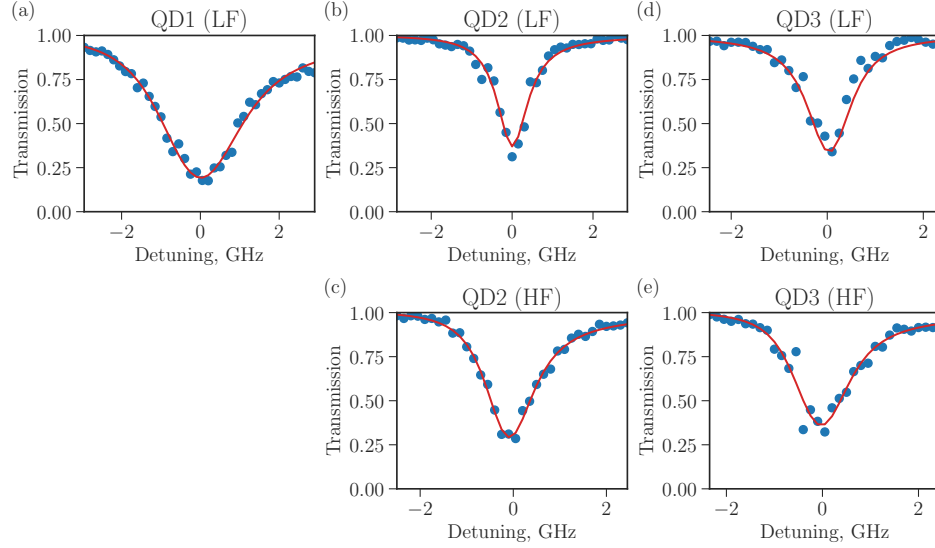 (a)
QD1 (LF)
1.00
0.75
0.50
0.25
0.00
Transmission
−2
0
2
Detuning, GHz
(b)
QD2 (LF)
1.00
0.75
0.50
0.25
0.00
Transmission
−2
0
2
Detuning, GHz
(d)
QD3 (LF)
1.00
0.75
0.50
0.25
0.00
Transmission
−2
0
2
Detuning, GHz
(c)
QD2 (HF)
1.00
0.75
0.50
0.25
0.00
Transmission
−2
0
2
Detuning, GHz
(e)
QD3 (HF)
1.00
0.75
0.50
0.25
0.00
Transmission
−2
0
2
Detuning, GHz